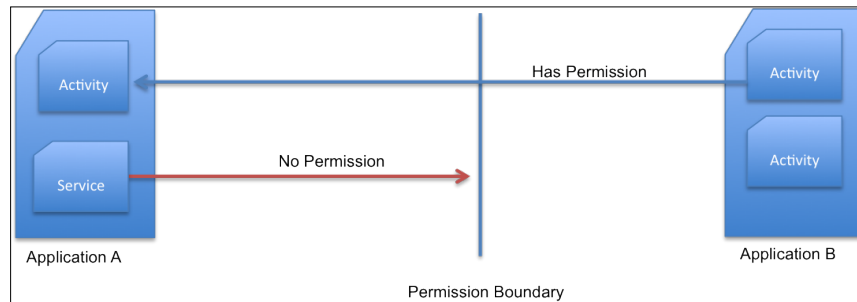 Activity
Has Permission
Activity
No Permission
Service
Activity
Application A
Application B
Permission Boundary